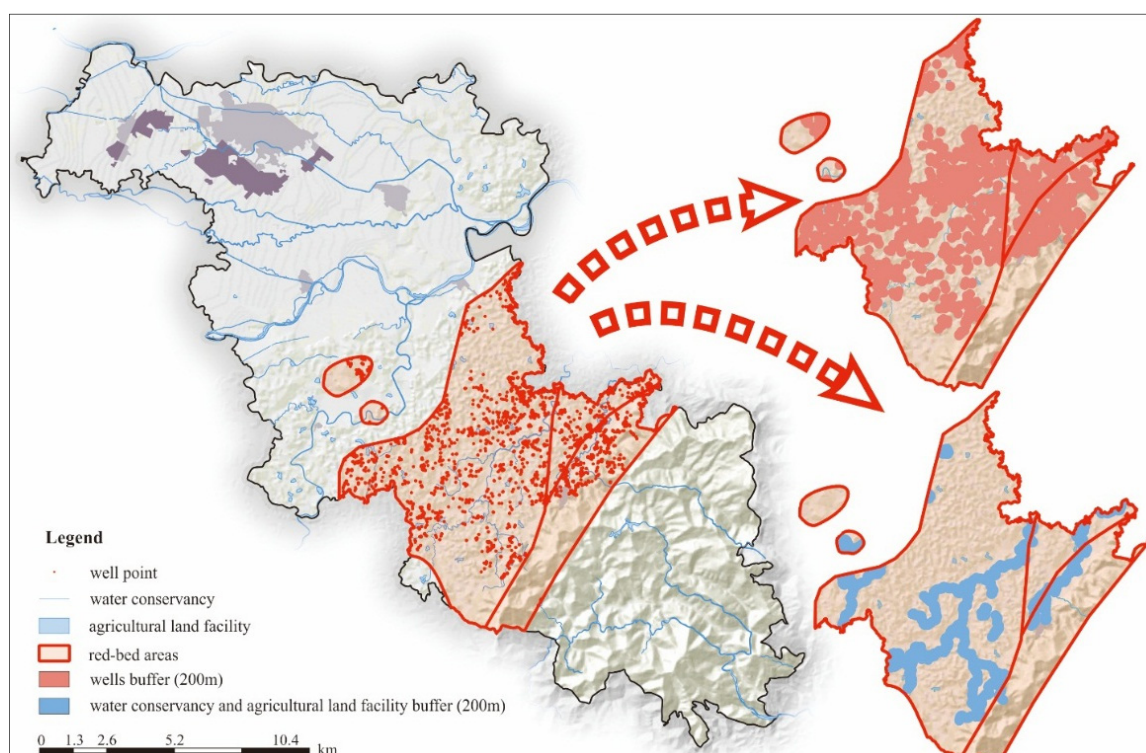 Legend
well point
water conservancy
agricultural land facility
red-bed areas
wells buffer (200m)
water conservancy and agricultural land facility buffer (200m)
0 1.3 2.6 5.2 10.4
km